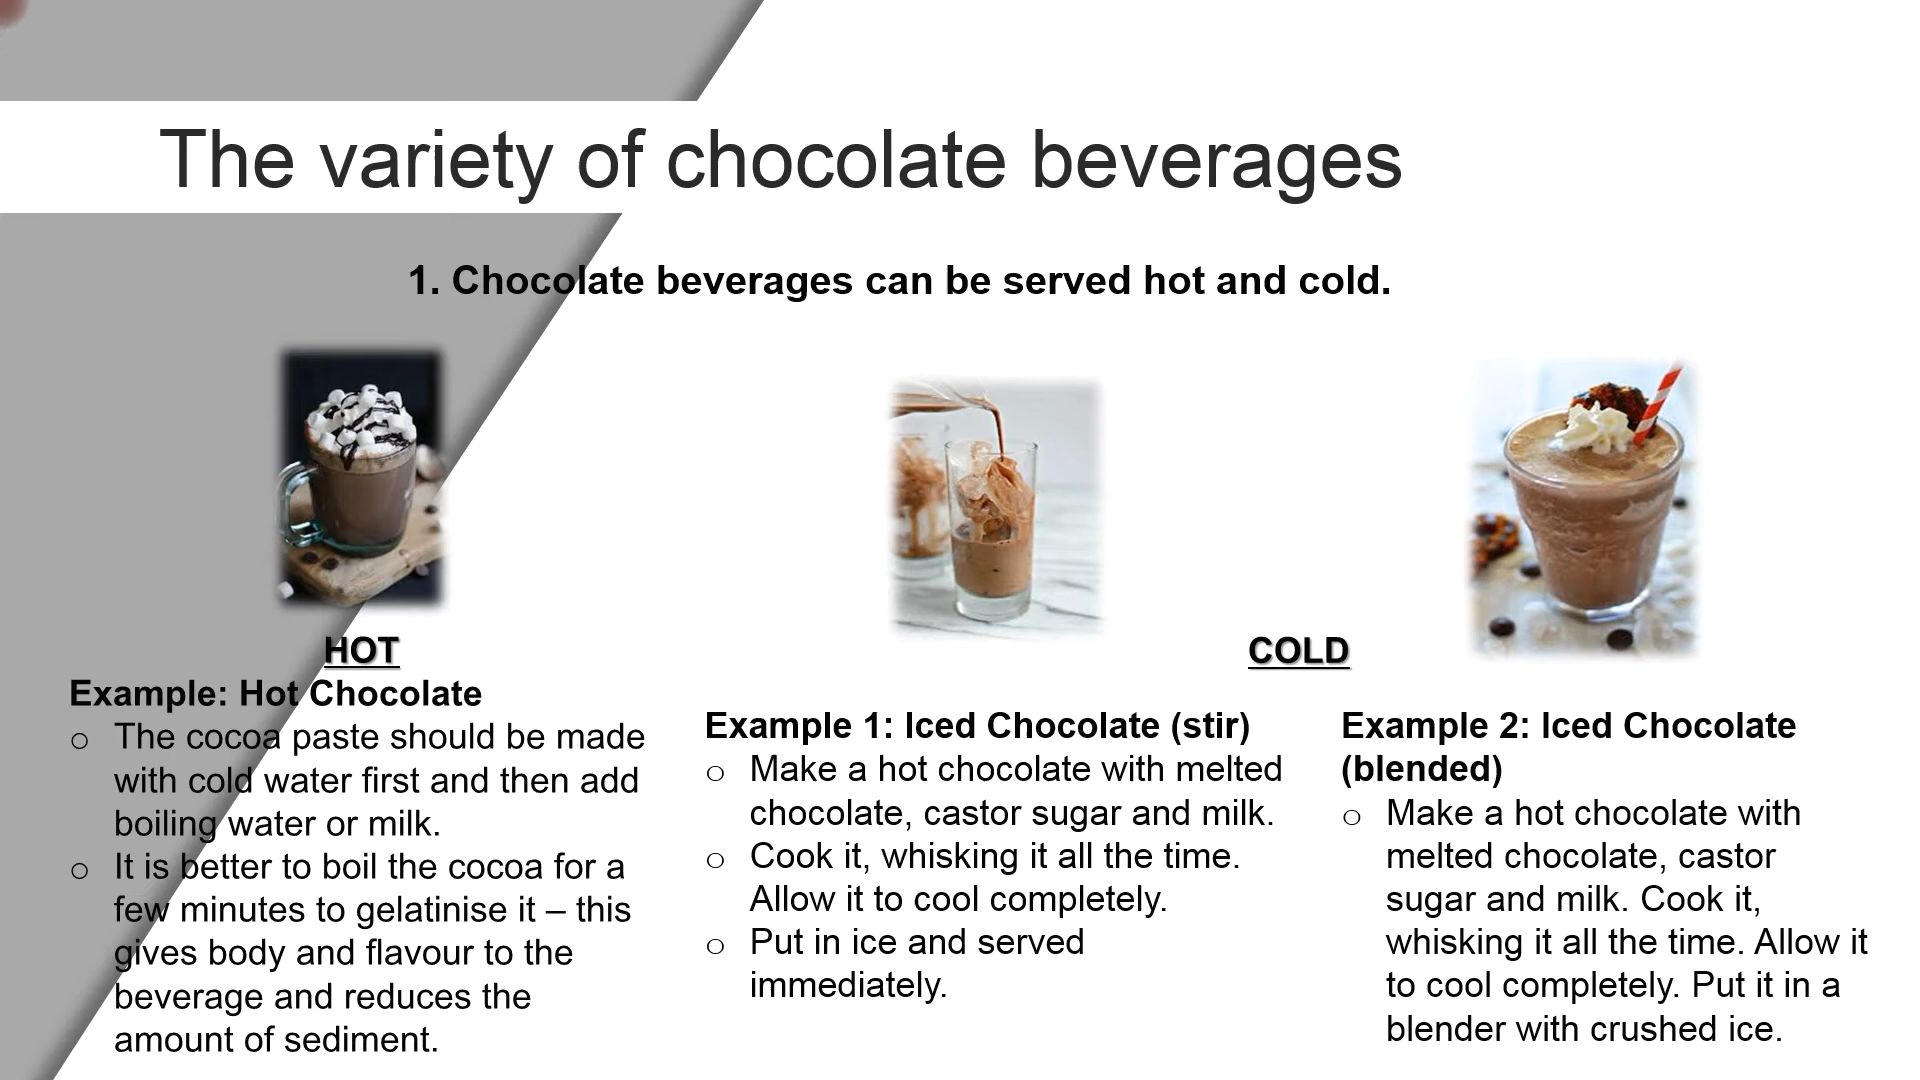 The variety of chocolate beverages
1. Chocolate beverages can be served hot and cold.
HOT
Example: Hot Chocolate
o The cocoa paste should be made
with cold water first and then add
boiling water or milk.
o It is better to boil the cocoa for a
few minutes to gelatinise it – this
gives body and flavour to the
beverage and reduces the
amount of sediment.
COLD
Example 1: Iced Chocolate (stir)
o Make a hot chocolate with melted
chocolate, castor sugar and milk.
o Cook it, whisking it all the time.
Allow it to cool completely.
o Put in ice and served
immediately.
Example 2: Iced Chocolate
(blended)
o Make a hot chocolate with
melted chocolate, castor
sugar and milk. Cook it,
whisking it all the time. Allow it
to cool completely. Put it in a
blender with crushed ice.